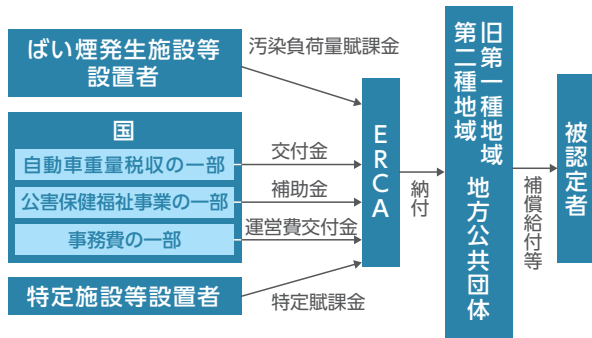 ばい煙発生施設等
設置者
汚染負荷量賦課金
国
自動車重量税収の一部
交付金
公害保健福祉事業の一部
補助金
事務費の一部
運営費交付金
特定施設等設置者
特定賦課金
ERCA
納付
旧第一種地域
第二種地域
地方公共団体
補償給付等
被認定者